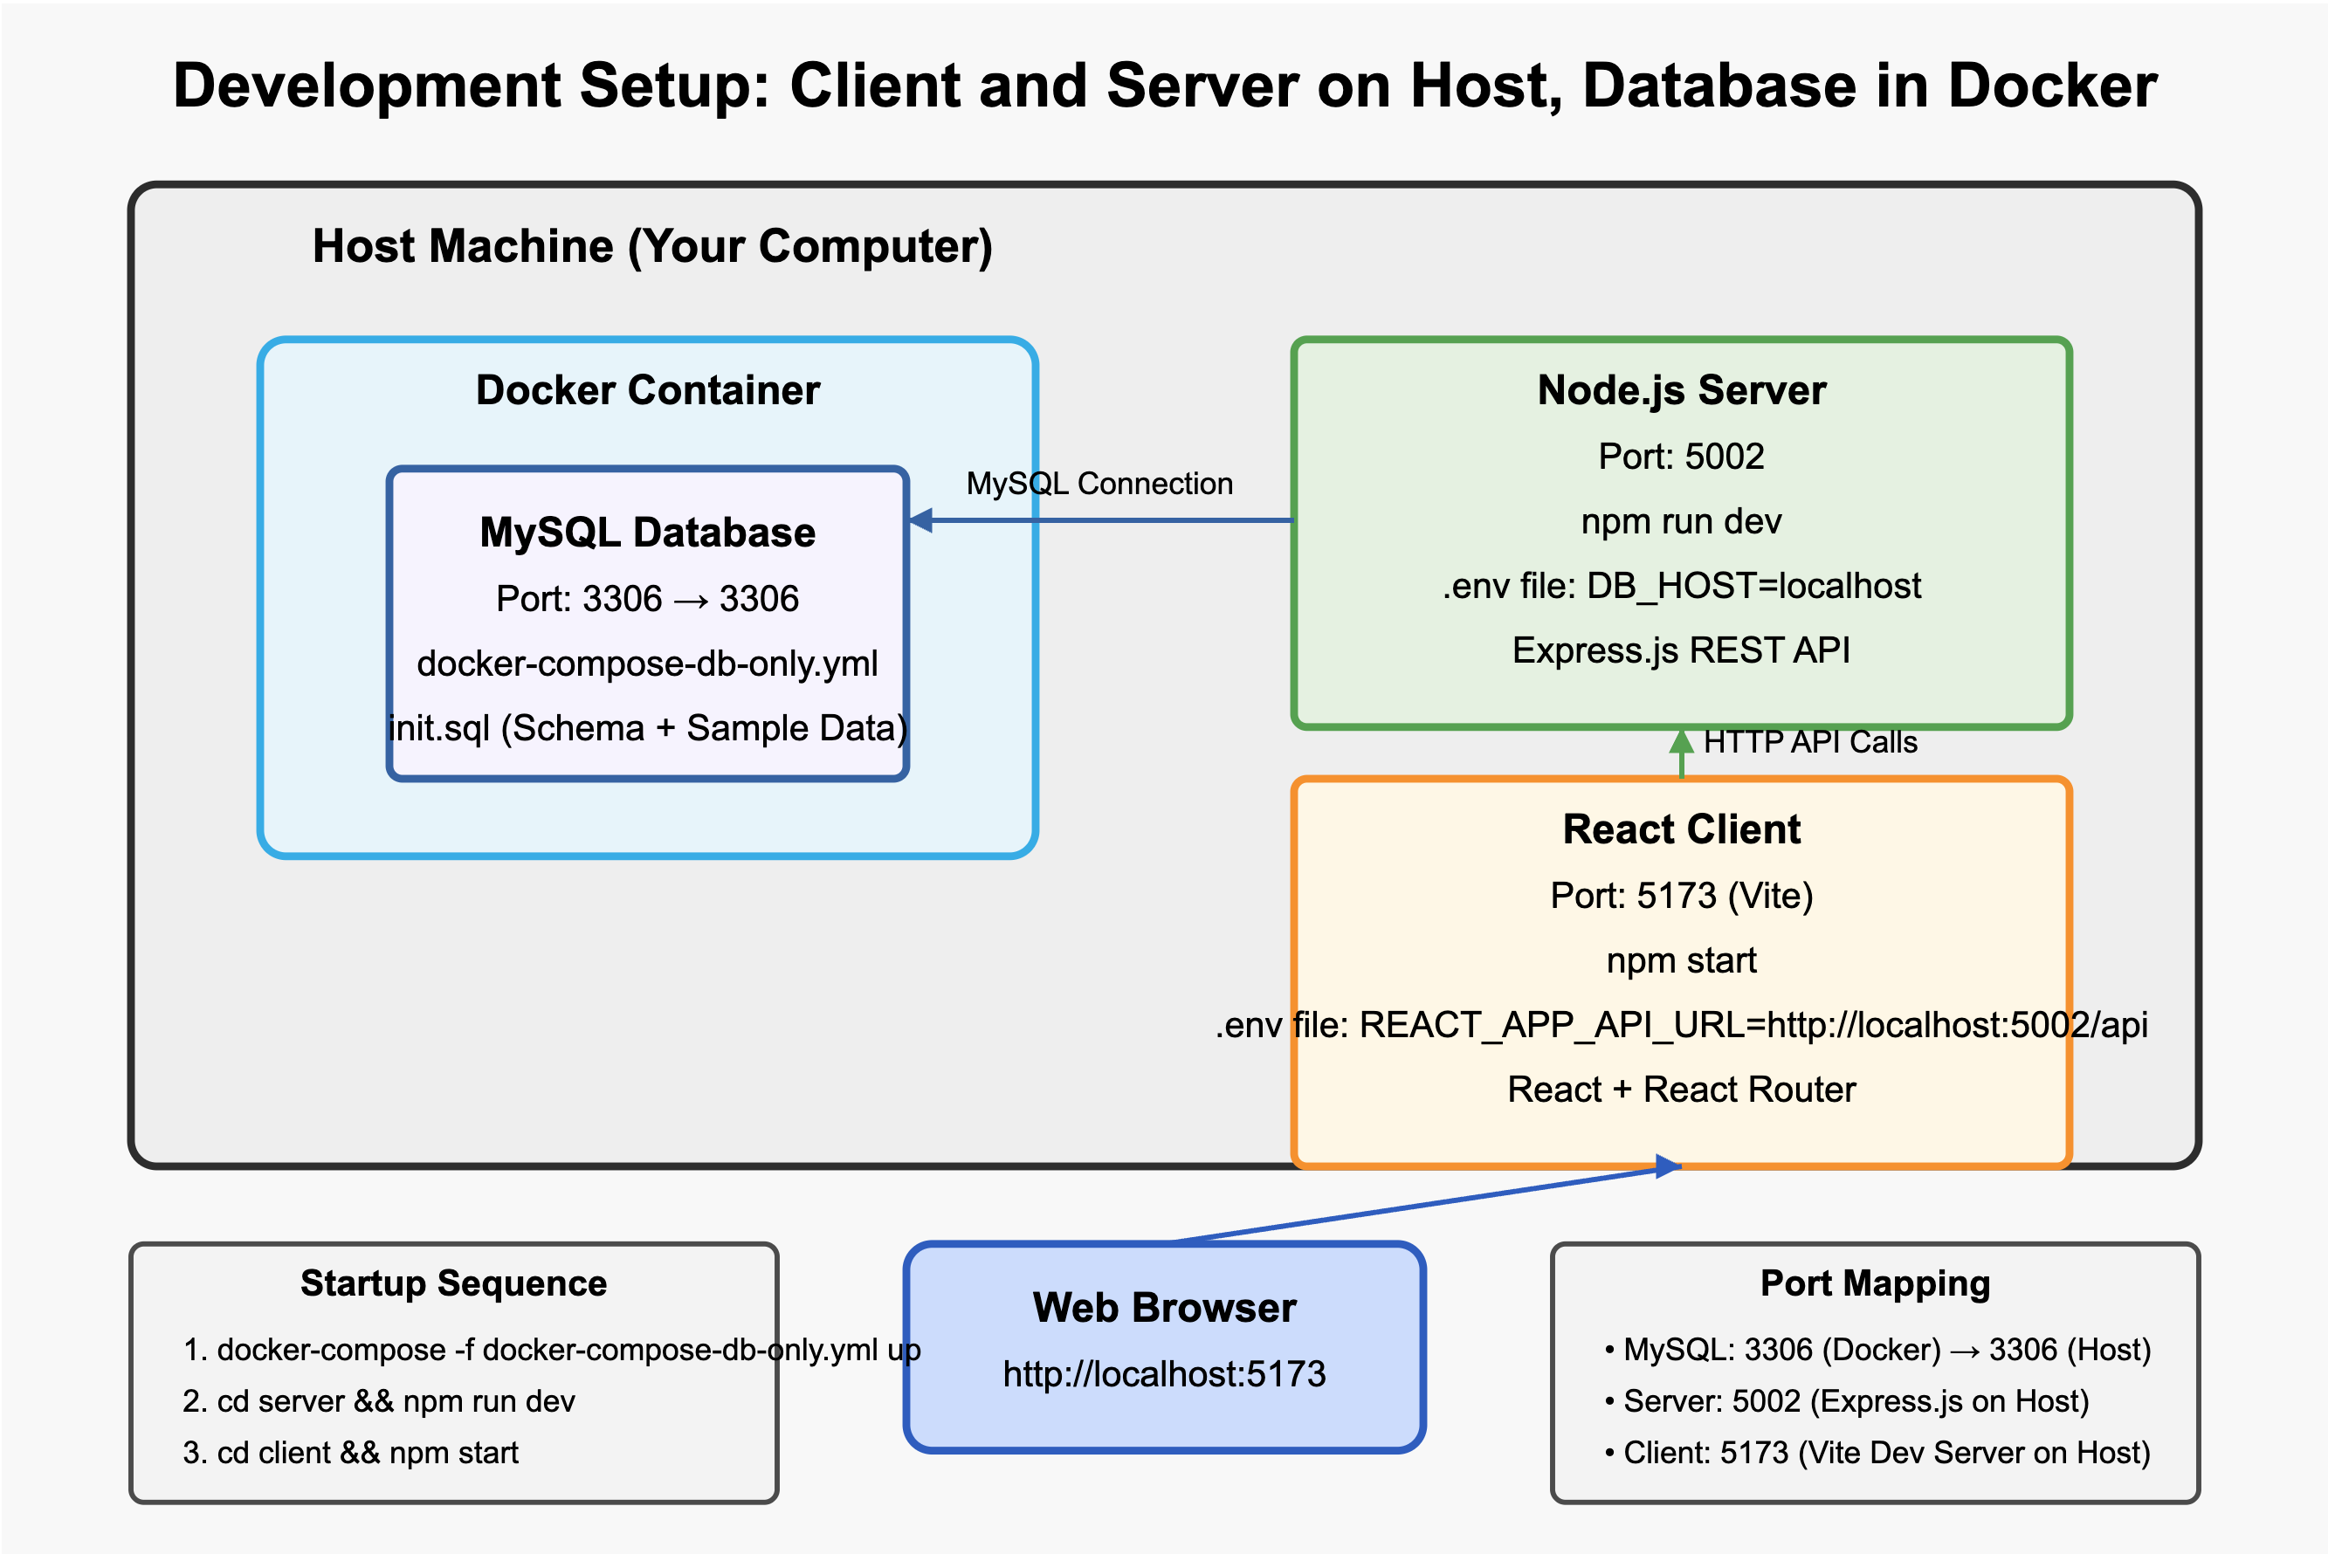 Development Setup: Client and Server on Host, Database in Docker
Host Machine (Your Computer)
Docker Container
MySQL Database
Port: 3306 → 3306
docker-compose-db-only.yml
init.sql (Schema + Sample Data)
MySQL Connection
Node.js Server
Port: 5002
npm run dev
.env file: DB_HOST=localhost
Express.js REST API
HTTP API Calls
React Client
Port: 5173 (Vite)
npm start
.env file: REACT_APP_API_URL=http://localhost:5002/api
React + React Router
Startup Sequence
1. docker-compose -f docker-compose-db-only.yml up
2. cd server && npm run dev
3. cd client && npm start
Web Browser
http://localhost:5173
Port Mapping
• MySQL: 3306 (Docker) → 3306 (Host)
• Server: 5002 (Express.js on Host)
• Client: 5173 (Vite Dev Server on Host)